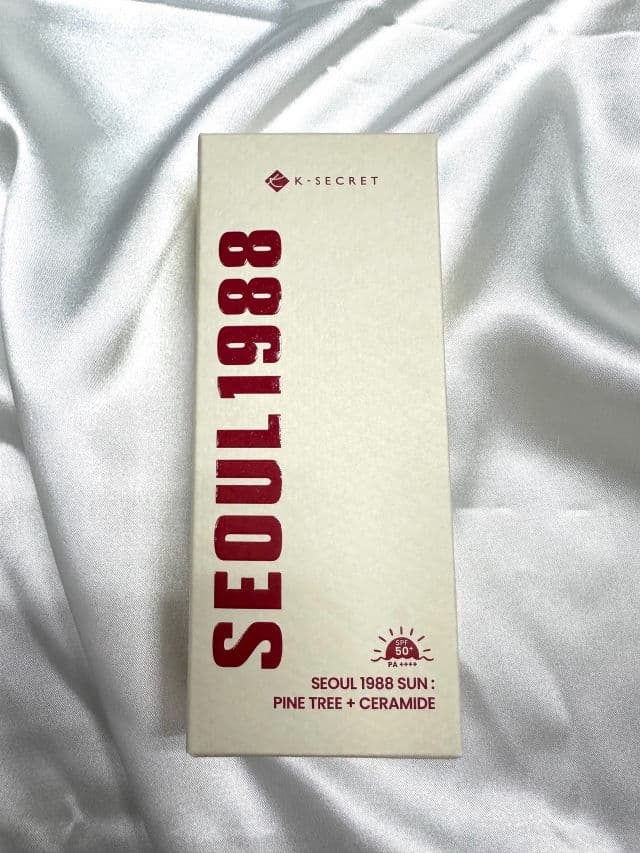 K-SECRET
SEOUL1988
SPF
50+
PA ++++
SEOUL 1988 SUN :
PINE TREE + CERAMIDE